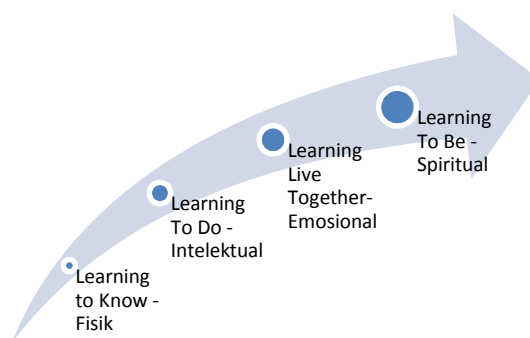 Learning
to Know -
Fisik
Learning
To Do -
Intelektual
Learning
Live
Together-
Emosional
Learning
To Be -
Spiritual